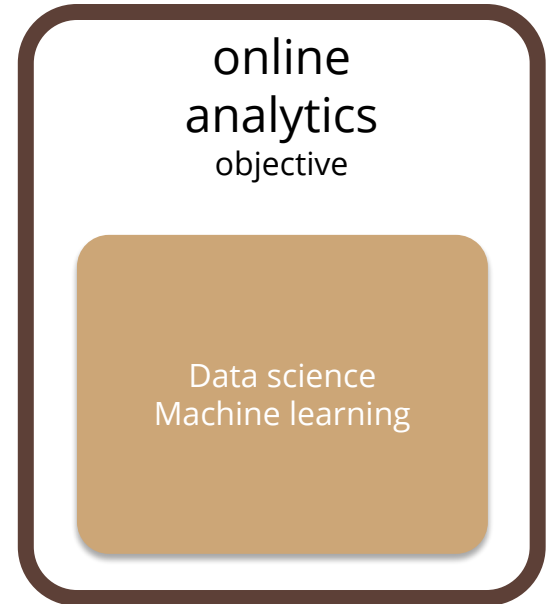 online
analytics
objective
Data science
Machine learning